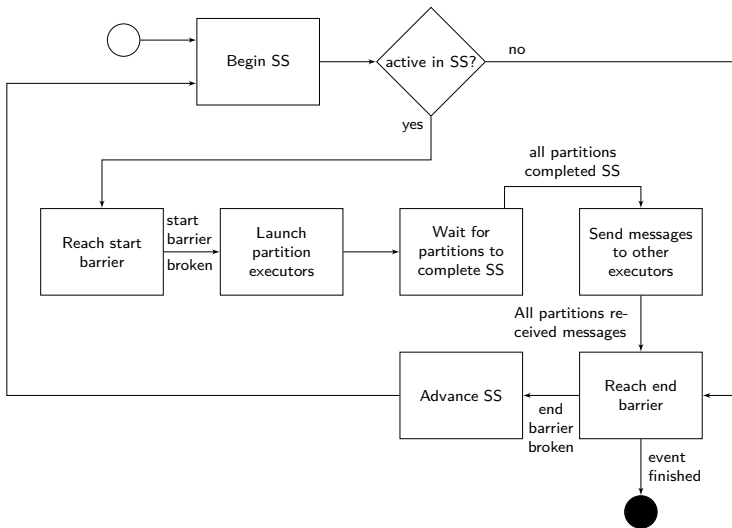 Begin SS
active in SS?
no
yes
all partitions
completed SS
Reach start
barrier
start
barrier
broken
Launch
partition
executors
Wait for
partitions to
complete SS
Send messages
to other
executors
All partitions re-
ceived messages
Advance SS
end
barrier
broken
Reach end
barrier
event
finished